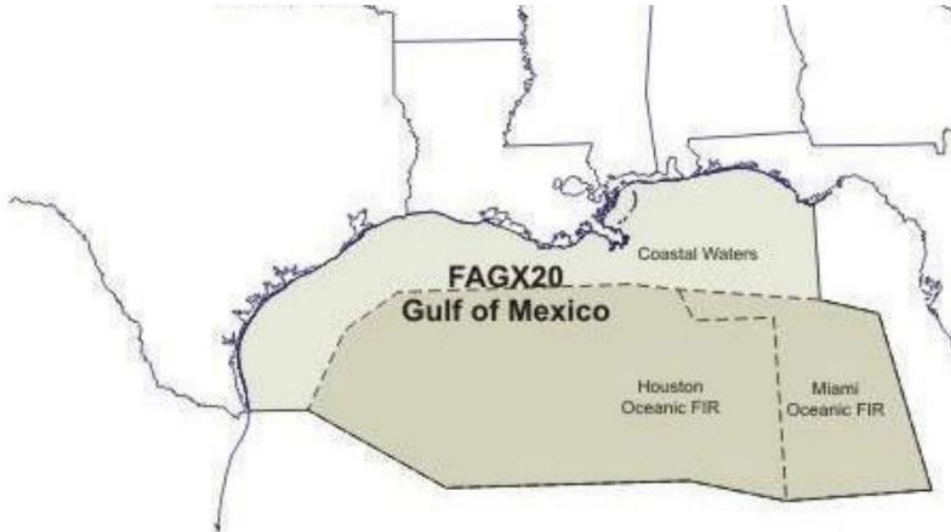 Coastal Waters
FAGX20
Gulf of Mexico
Houston
Oceanic FIR
Miami
Oceanic FIR